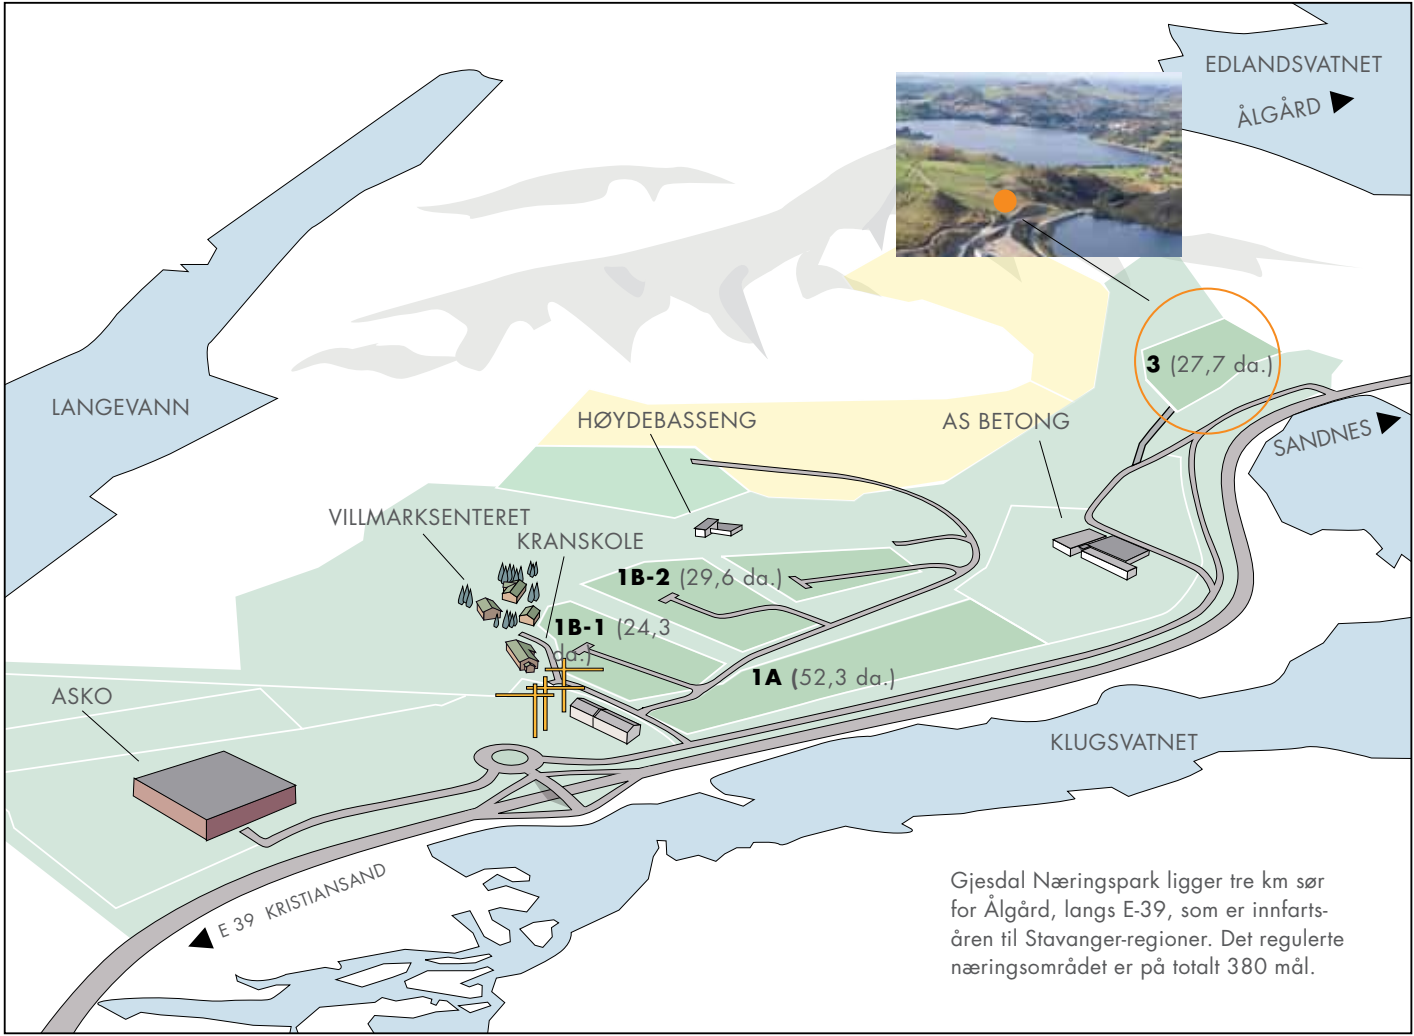 EDLANDSVATNET
ÅLGÅRD
3 (27,7 da.)
LANGEVANN
HØYDEBASSENG
AS BETONG
SANDNES
VILLMARKSENTERET
KRANSKOLE
1B-2 (29,6 da.)
1B-1 (24,3
da.)
1A (52,3 da.)
ASKO
KLUGSVATNET
E 39 KRISTIANSAND
Gjesdal Næringspark ligger tre km sør
for Ålgård, langs E-39, som er innfarts-
åren til Stavanger-regioner. Det regulerte
næringsområdet er på totalt 380 mål.